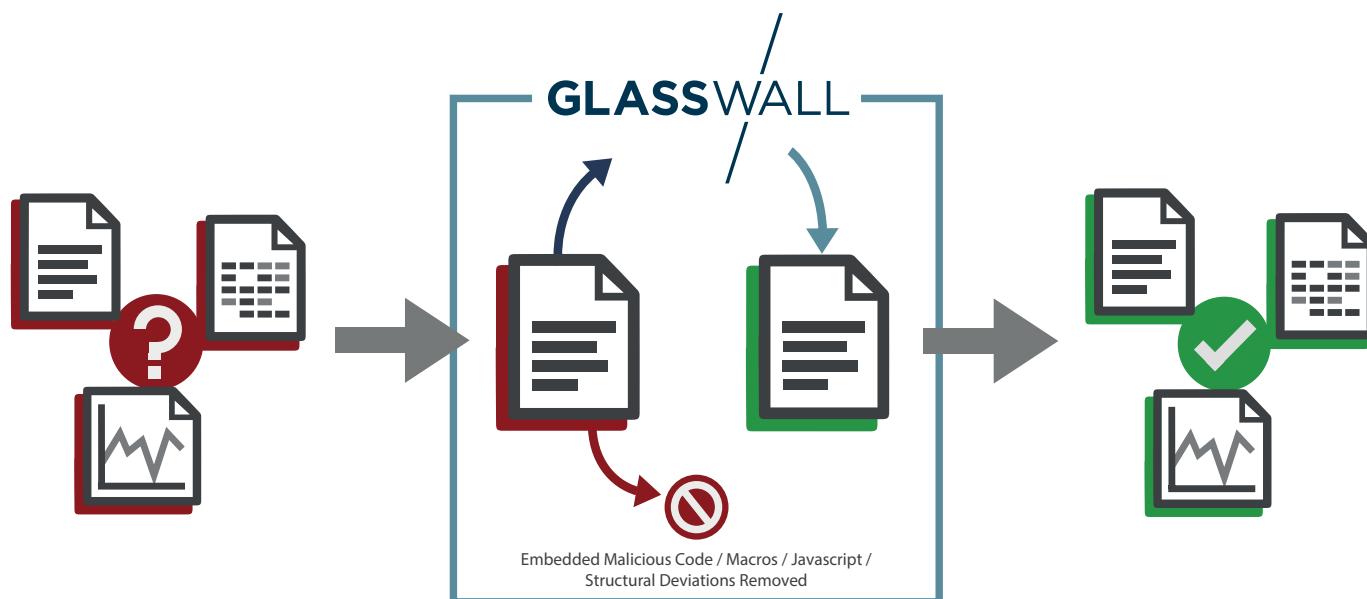 GLASSWALL
?
Embedded Malicious Code / Macros / Javascript /
Structural Deviations Removed